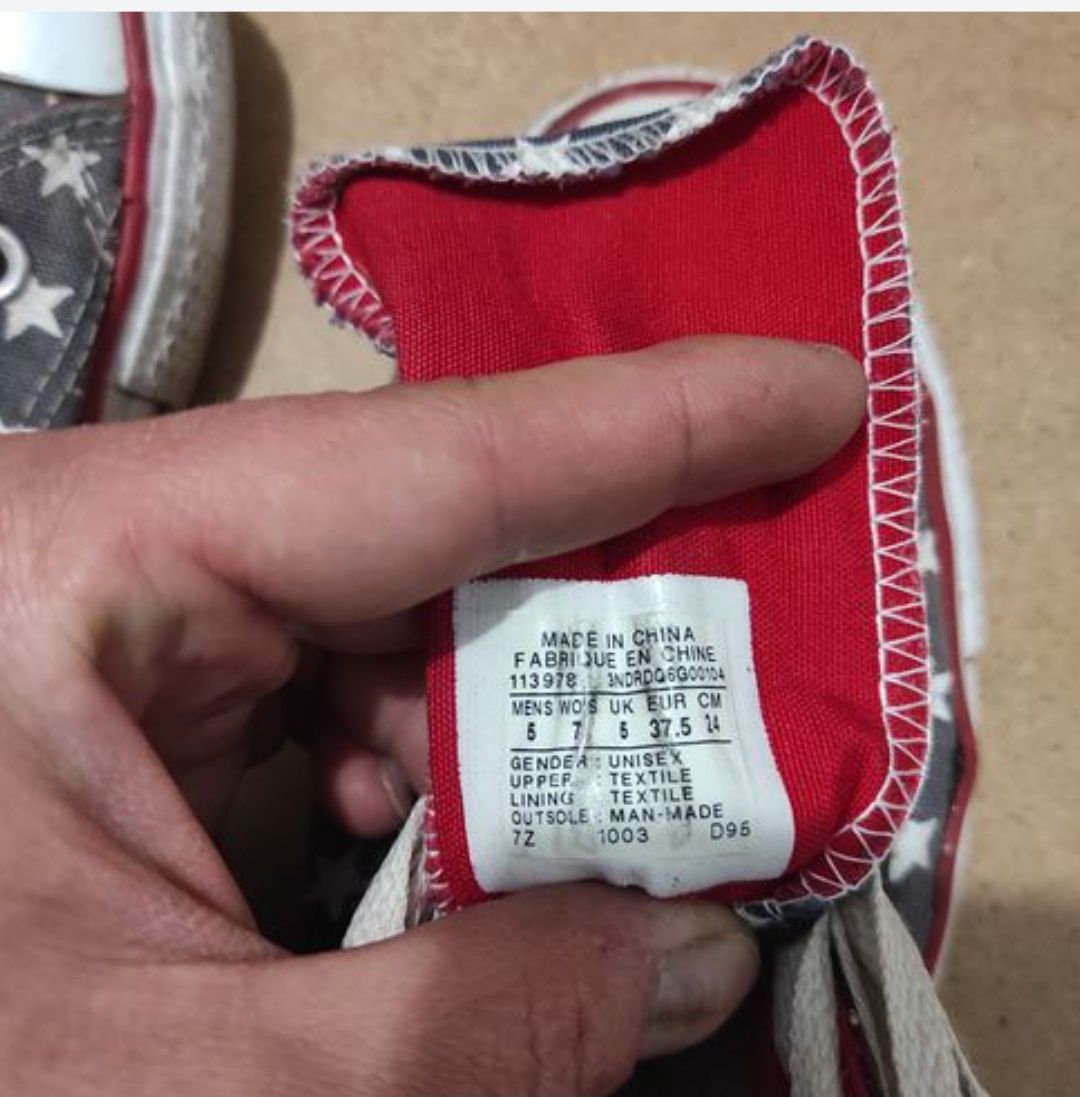 MADE IN CHINA
FABRIQUE EN CHINE
113978 3NDRDQ6G00104
MENS WO'S UK EUR CM
5 7 5 37.5 24
GENDER : UNISEX
UPPER : TEXTILE
LINING : TEXTILE
OUTSOLE : MAN-MADE
7Z 1003 D95